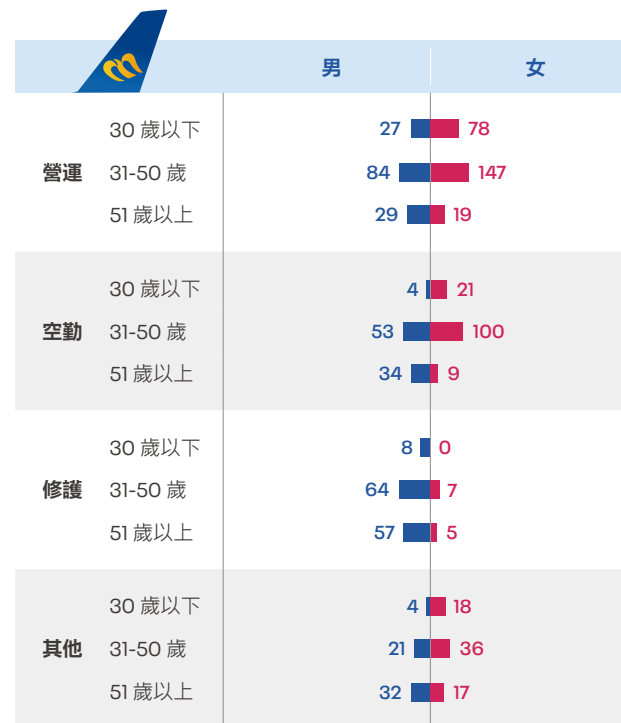 男 女
30 歲以下 27 78
營運 31-50 歲 84 147
51 歲以上 29 19
30 歲以下 4 21
空勤 31-50 歲 53 100
51 歲以上 34 9
30 歲以下 8 0
修護 31-50 歲 64 7
51 歲以上 57 5
30 歲以下 4 18
其他 31-50 歲 21 36
51 歲以上 32 17